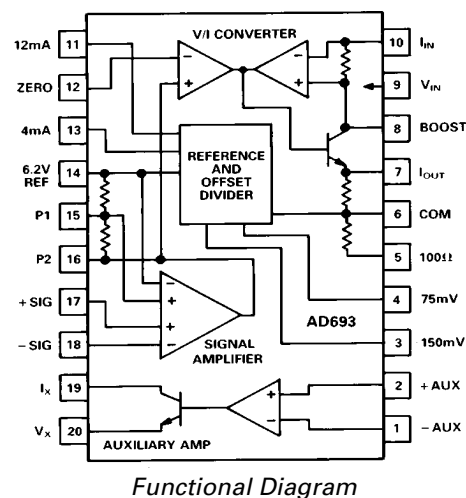 V/I CONVERTER
12mA 11
ZERO 12
4mA 13
6.2V REF 14
P1 15
P2 16
+ SIG 17
– SIG 18
IX 19
VX 20
10 IIN
9 VIN
8 BOOST
7 IOUT
6 COM
5 100Ω
4 75mV
3 150mV
2 + AUX
1 – AUX
–
+
–
+
REFERENCE
AND
OFFSET
DIVIDER
–
+
+
–
SIGNAL
AMPLIFIER
AD693
+
–
AUXILIARY AMP
Functional Diagram